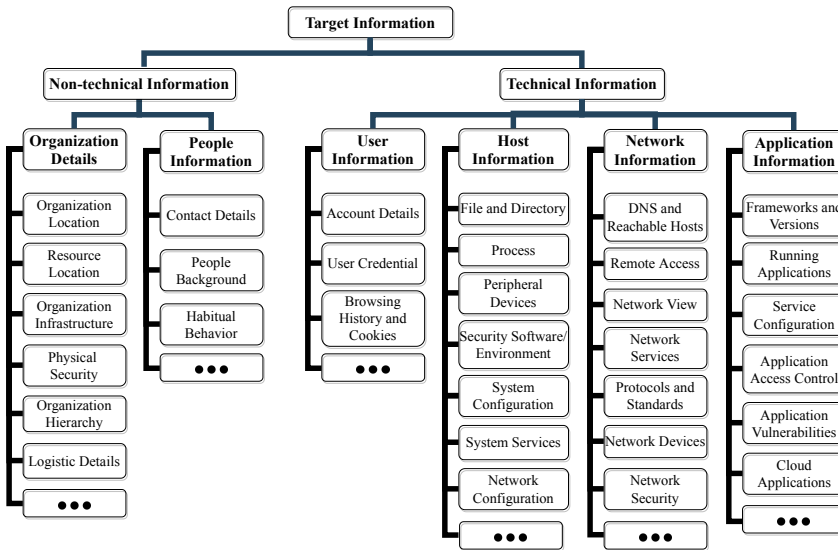 Target Information
Non-technical Information
Technical Information
Organization
Details
People
Information
User
Information
Host
Information
Network
Information
Application
Information
Organization
Location
Resource
Location
Organization
Infrastructure
Physical
Security
Organization
Hierarchy
Logistic Details
●●●
Contact Details
People
Background
Habitual
Behavior
●●●
Account Details
User Credential
Browsing
History and
Cookies
●●●
File and Directory
Process
Peripheral
Devices
Security Software/
Environment
System
Configuration
System Services
Network
Configuration
●●●
DNS and
Reachable Hosts
Remote Access
Network View
Network
Services
Protocols and
Standards
Network Devices
Network
Security
●●●
Frameworks and
Versions
Running
Applications
Service
Configuration
Application
Access Control
Application
Vulnerabilities
Cloud
Applications
●●●